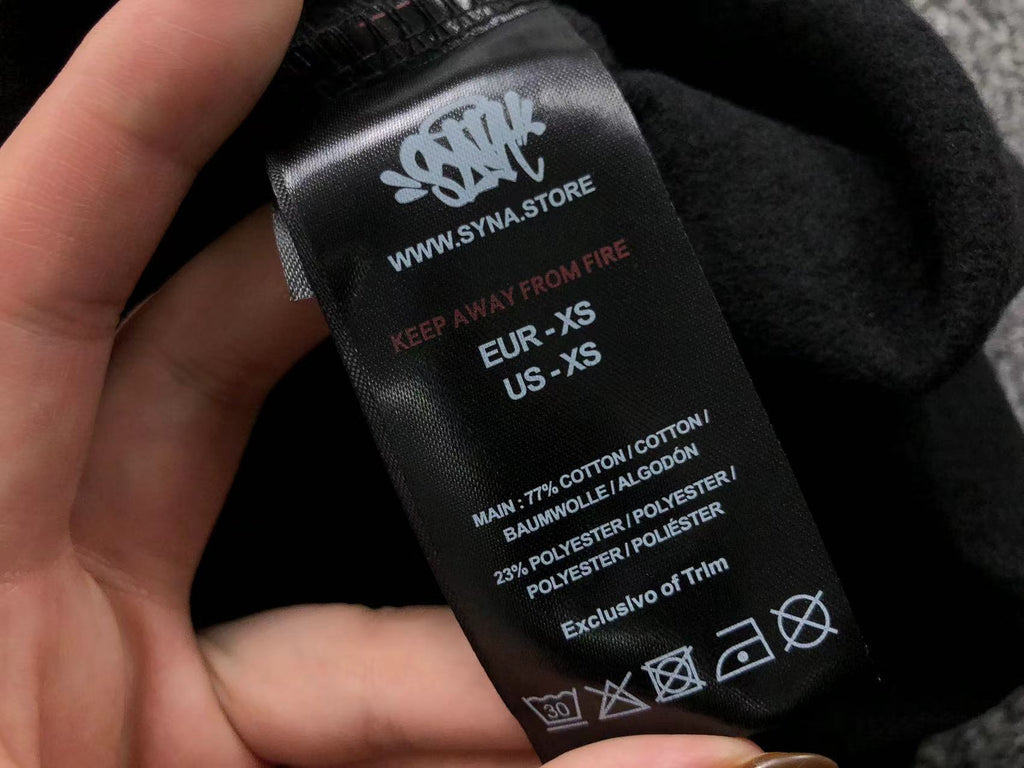 SYNA
WWW.SYNA.STORE
KEEP AWAY FROM FIRE
EUR - XS
US - XS
MAIN : 77% COTTON / COTTON /
BAUMWOLLE / ALGODÓN
23% POLYESTER / POLYESTER /
POLYESTER / POLIÉSTER
Exclusivo of Trim
30